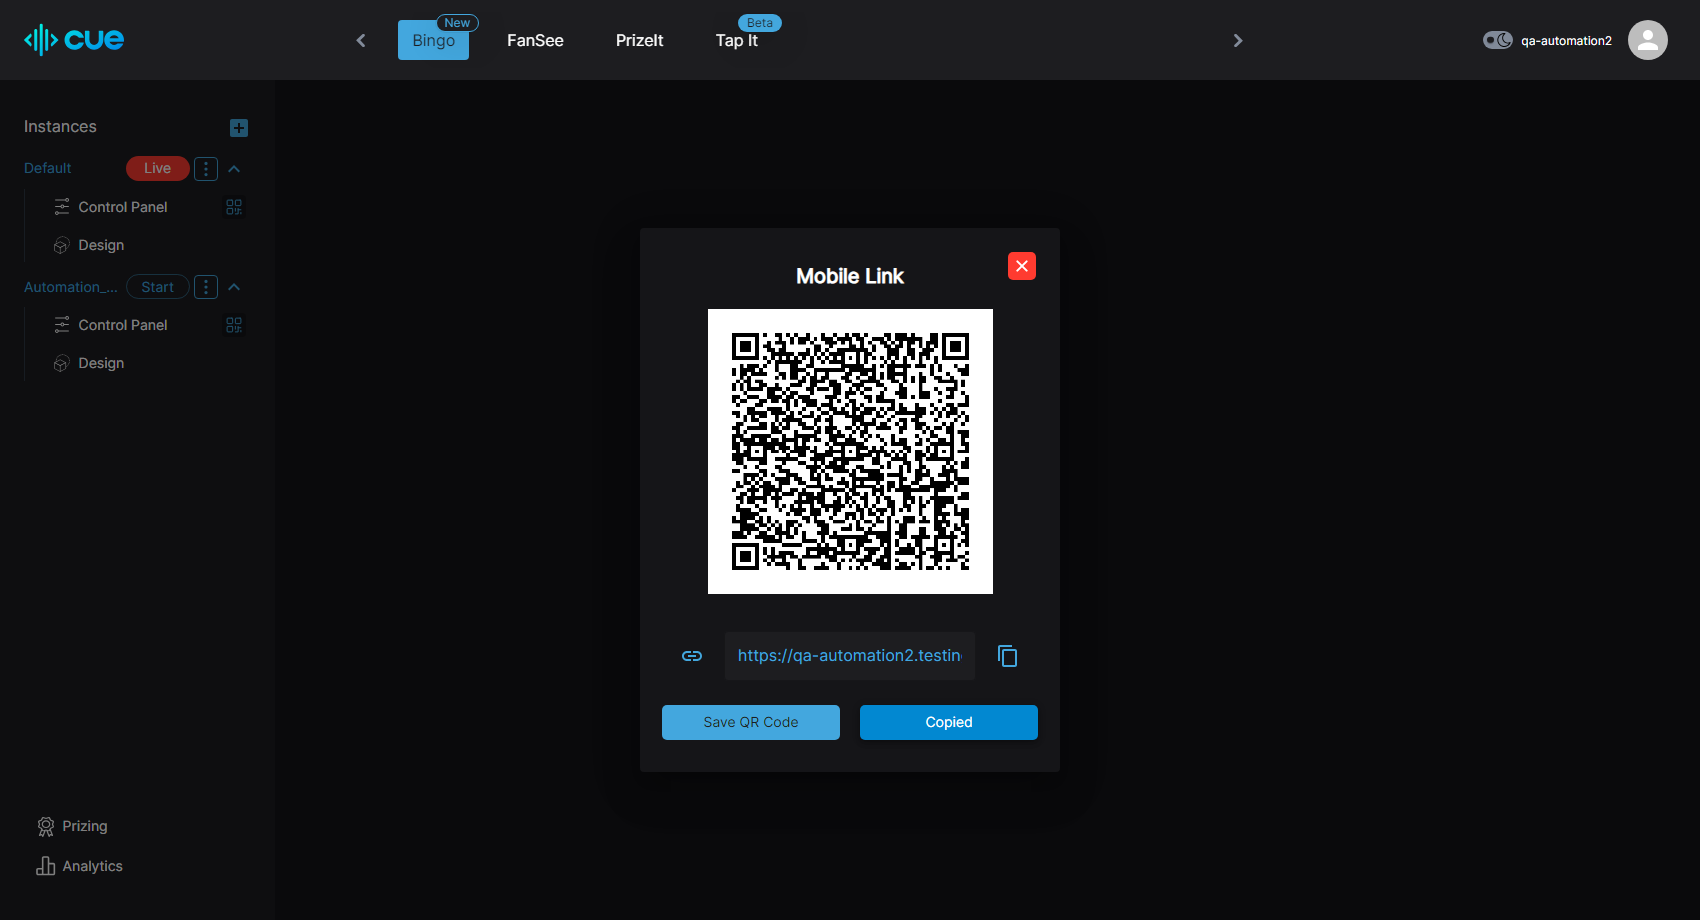 cue
Bingo
New
FanSee
PrizeIt
Tap It
Beta
qa-automation2
Instances
Default
Live
Control Panel
Design
Automation_...
Start
Control Panel
Design
Prizing
Analytics
Mobile Link
https://qa-automation2.testin
Save QR Code
Copied